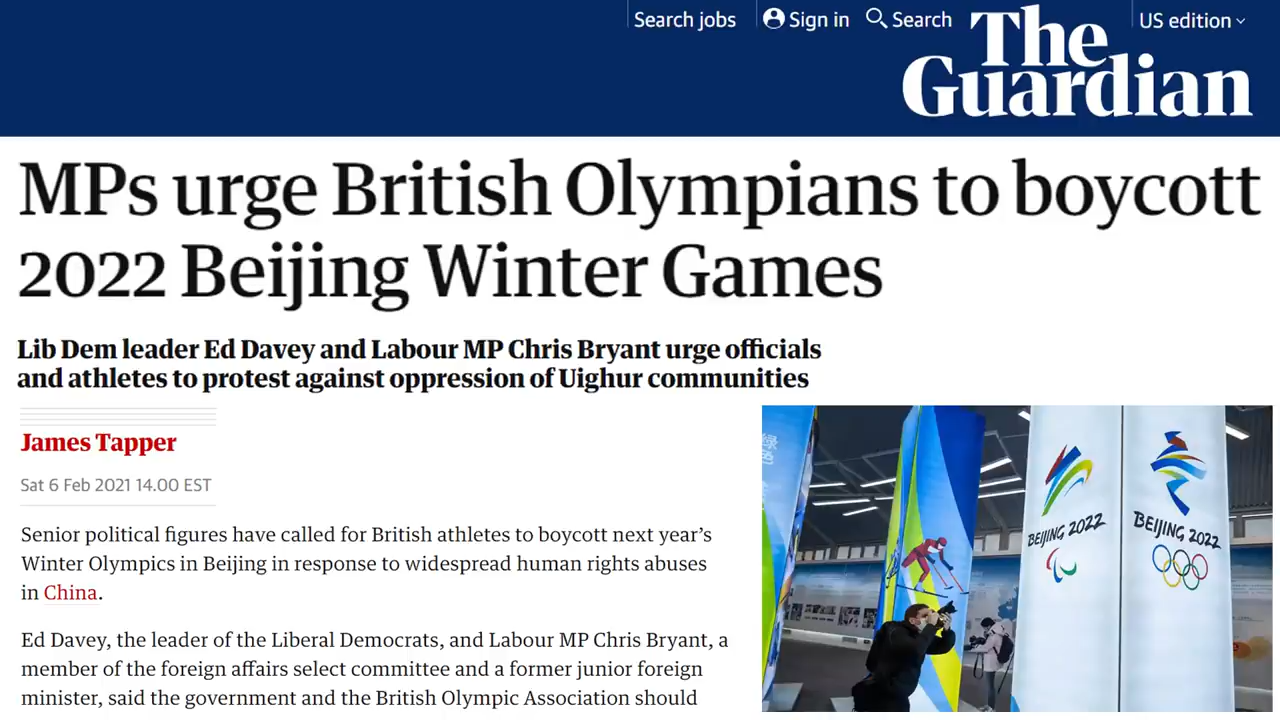 Search jobs
Sign in
Search
US edition
The
Guardian
MPs urge British Olympians to boycott
2022 Beijing Winter Games
Lib Dem leader Ed Davey and Labour MP Chris Bryant urge officials
and athletes to protest against oppression of Uighur communities
James Tapper
Sat 6 Feb 2021 14.00 EST
Senior political figures have called for British athletes to boycott next year’s
Winter Olympics in Beijing in response to widespread human rights abuses
in China.
Ed Davey, the leader of the Liberal Democrats, and Labour MP Chris Bryant, a
member of the foreign affairs select committee and a former junior foreign
minister, said the government and the British Olympic Association should
BEIJING 2022
BEIJING 2022